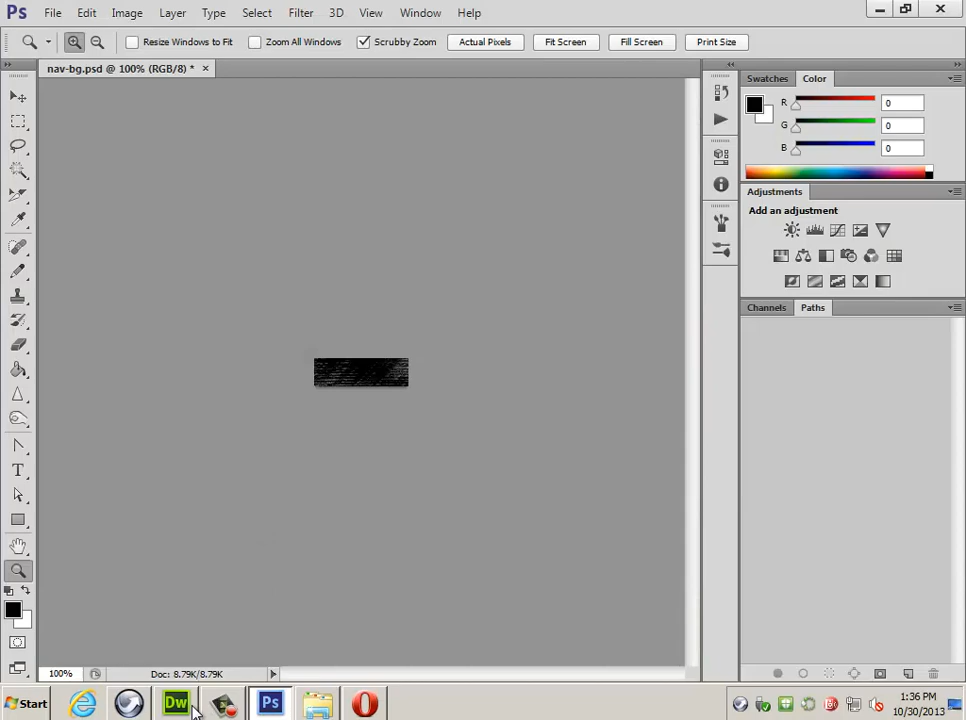 Ps File Edit Image Layer Type Select Filter 3D View Window Help
Resize Windows to Fit Zoom All Windows Scrubby Zoom Actual Pixels Fit Screen Fill Screen Print Size
nav-bg.psd @ 100% (RGB/8) * ×
Swatches Color
R 0
G 0
B 0
Adjustments
Add an adjustment
Channels Paths
T
100% Doc: 8.79K/8.79K
Start Dw Ps 1:36 PM
10/30/2013